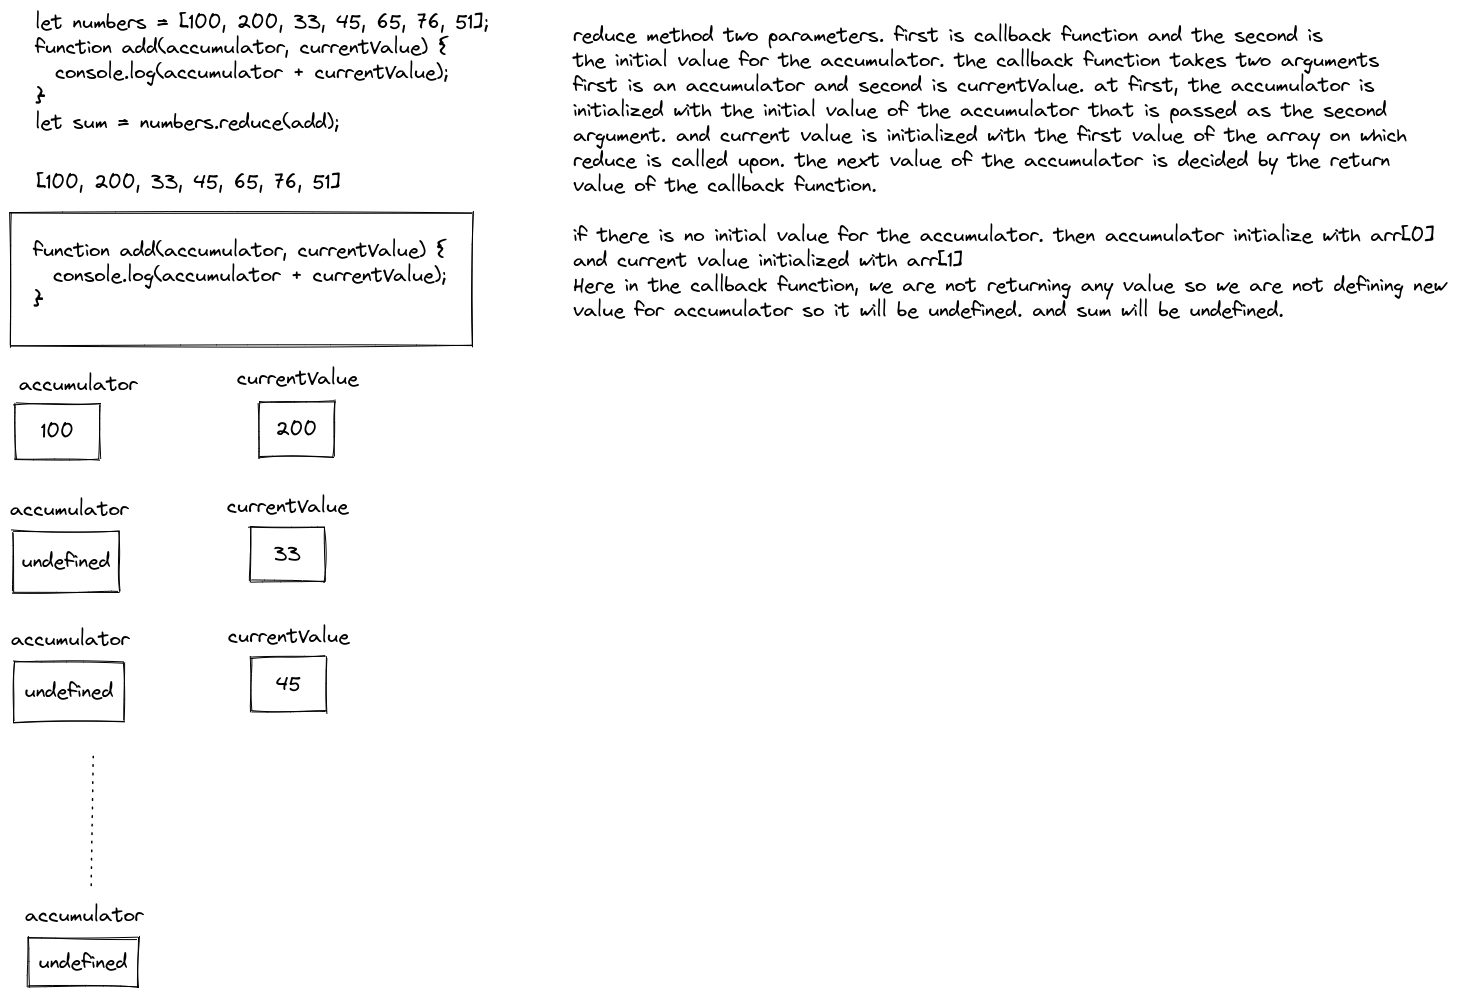 let numbers = [100, 200, 33, 45, 65, 76, 51];
function add(accumulator, currentValue) {
console.log(accumulator + currentValue);
}
let sum = numbers.reduce(add);
[100, 200, 33, 45, 65, 76, 51]
function add(accumulator, currentValue) {
console.log(accumulator + currentValue);
}
accumulator currentValue
100 200
accumulator currentValue
undefined 33
accumulator currentValue
undefined 45
accumulator
undefined
reduce method two parameters. first is callback function and the second is
the initial value for the accumulator. the callback function takes two arguments
first is an accumulator and second is currentValue. at first, the accumulator is
initialized with the initial value of the accumulator that is passed as the second
argument. and current value is initialized with the first value of the array on which
reduce is called upon. the next value of the accumulator is decided by the return
value of the callback function.
if there is no initial value for the accumulator. then accumulator initialize with arr[0]
and current value initialized with arr[1]
Here in the callback function, we are not returning any value so we are not defining new
value for accumulator so it will be undefined. and sum will be undefined.